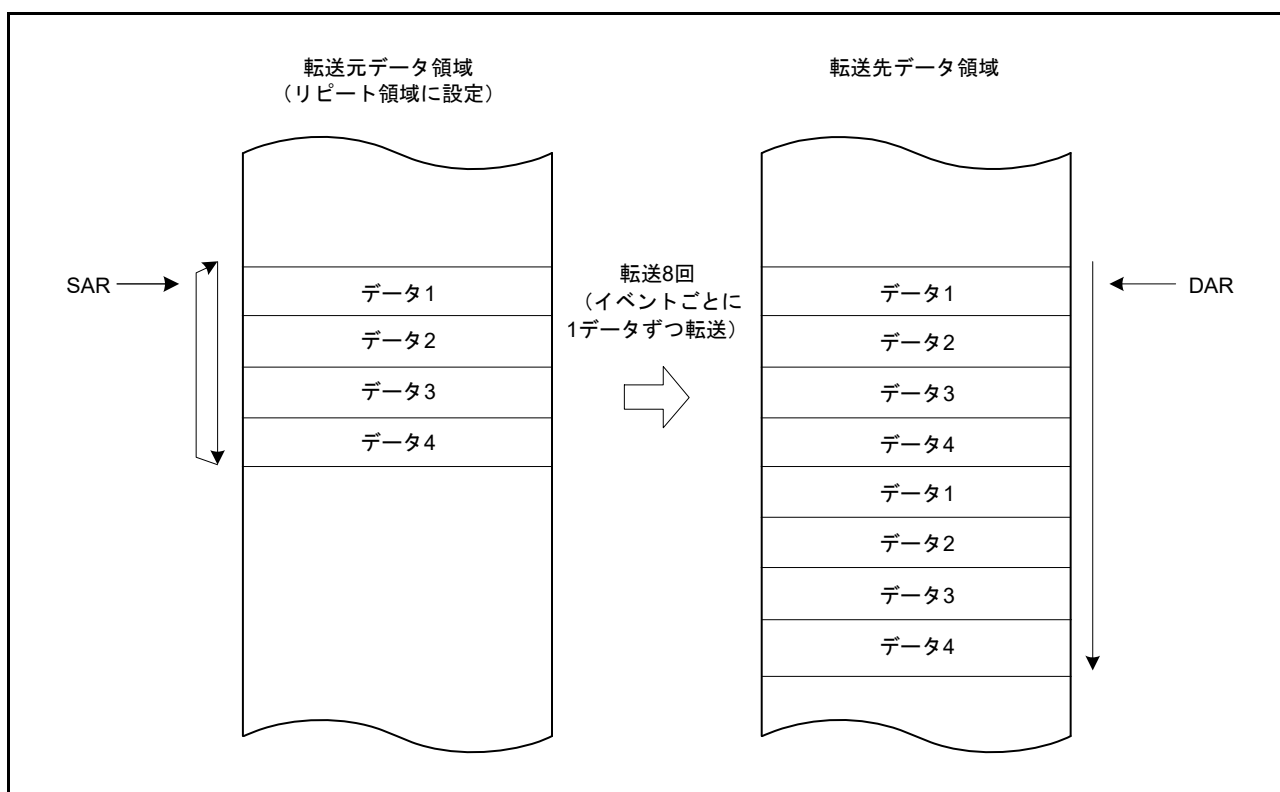 転送元データ領域
（リピート領域に設定）
転送先データ領域
SAR
データ1
データ2
データ3
データ4
転送8回
（イベントごとに
1データずつ転送）
データ1
データ2
データ3
データ4
データ1
データ2
データ3
データ4
DAR